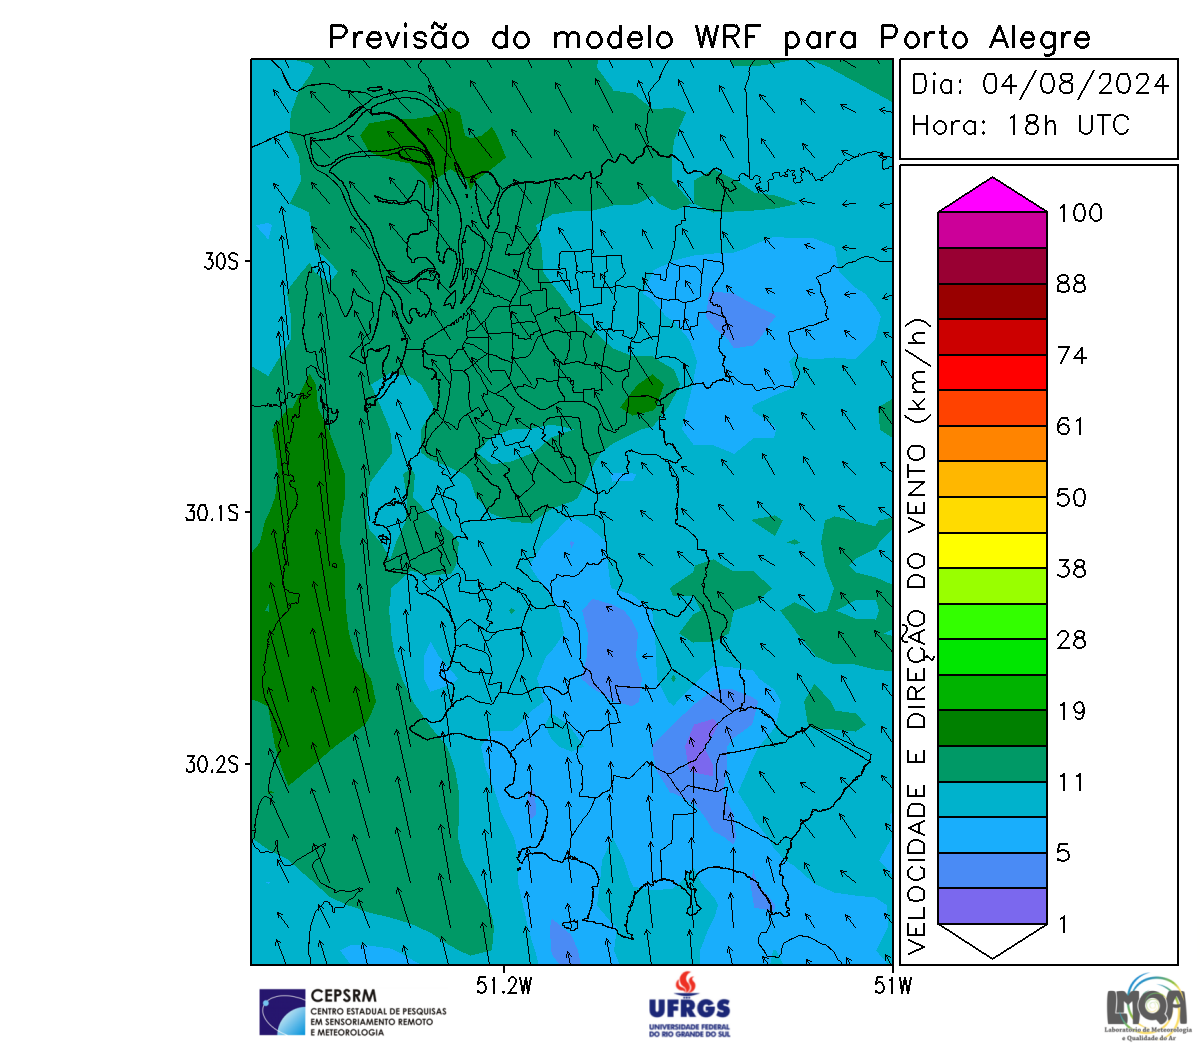 Previsão do modelo WRF para Porto Alegre
Dia: 04/08/2024
Hora: 18h UTC
100
88
74
61
50
38
28
19
11
5
1
VELOCIDADE E DIREÇÃO DO VENTO (km/h)
30S
30.1S
30.2S
51.2W
51W
CEPSRM
CENTRO ESTADUAL DE PESQUISAS
EM SENSORIAMENTO REMOTO
E METEOROLOGIA
UFRGS
UNIVERSIDADE FEDERAL
DO RIO GRANDE DO SUL
LMQA
Laboratório de Meteorologia
e Qualidade do Ar